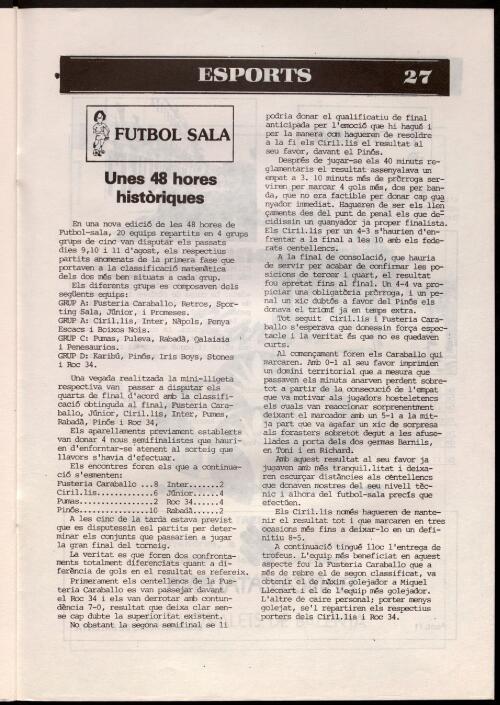 ESPORTS 27
FUTBOL SALA
Unes 48 hores
històriques
En una nova edició de les 48 hores de
Futbol-sala, 20 equips repartits en 4 grups
grups de cinc van disputar els passats
dies 9,10 i 11 d'agost, els respectius
partits anomenats de la primera fase que
portaven a la classificació matemàtica
dels dos més ben situats a cada grup.
Els diferents grups es composaven dels
següents equips:
GRUP A: Fusteria Caraballo, Retros, Spor-
ting Sala, Júnior, i Promeses.
GRUP A: Ciril.lis, Inter, Nàpols, Penya
Escacs i Boixos Nois.
GRUP C: Pumas, Puleva, Rabadà, Qalaiaia
i Penesaurios.
GRUP D: Karibú, Pinós, Iris Boys, Stones
i Roc 34.
Una vegada realitzada la mini-lligeta
respectiva van passar a disputar els
quarts de final d'acord amb la classifi-
cació obtinguda al final, Fusteria Cara-
ballo, Júnior, Ciril.lis, Inter, Pumes,
Rabadà, Pinós i Roc 34,
Els aparellaments previament establerts
van donar 4 nous semifinalistes que haurï-
en d'enfrontar-se atenent al sorteig que
llavors s'havia d'efectuar.
Els encontres foren els que a continua-
ció s'esmenten:
Fusteria Caraballo ...8 Inter......2
Ciril.lis.............6 Júnior.....4
Pumas.................2 Roc 34.....4
Pinós................10 Rabadà.....2
A les cinc de la tarda estava previst
que es disputessin els partits per deter-
minar els conjunts que passarien a jugar
la gran final del torneig.
La veritat es que foren dos confronta-
ments totalment diferenciats quant a di-
ferència de gols en el resultat es refereix.
Primerament els centellencs de la Fus-
teria Caraballo es van passejar davant
el Roc 34 i els van derrotar amb contun-
dència 7-0, resultat que deixa clar sen-
se cap dubte la superioritat existent.
No obstant la segona semifinal se li
podria donar el qualificatiu de final
anticipada per l'emoció que hi hagué i
per la manera com hagueren de resoldre
a la fi els Ciril.lis el resultat al
seu favor, davant el Pinós.
Després de jugar-se els 40 minuts re-
glamentaris el resultat assenyalava un
empat a 3. 10 minuts més de pròrroga ser-
viren per marcar 4 gols més, dos per ban-
da, que no era factible per donar cap gua
nyador immediat. Hagueren de ser els llen
çaments des del punt de penal els que de-
cidissin un guanyador ja proper finalista.
Els Ciril.lis per un 4-3 s'haurien d'en-
frentar a la final a les 10 amb els fede-
rats centellencs.
A la final de consolació, que hauria
de servir per acabar de confirmar les po-
sicions de tercer i quart, el resultat
fou apretat fins al final. Un 4-4 va pro-
piciar una obligatòria pròrroga, i un pe-
nal un xic dubtós a favor del Pinós els
donava el triomf ja en temps extra.
Tot seguit Ciril.lis i Fusteria Cara-
ballo s'esperava que donessin força espec-
tacle i la veritat és que no es quedaven
curts.
Al començament foren els Caraballo qui
marcaren. Amb 0-1 al seu favor imprimien
un domini territorial que a mesura que
passaven els minuts anarven perdent sobre-
tot a partir de la consecució de l'empat
que va motivar als jugadors hosteletencs
els quals van reaccionar sorprenentment
deixant el marcador amb un 5-1 a la mit-
ja part que va agafar un xic de sorpresa
als forasters sobretot degut a les afuse-
llades a porta dels dos germas Bernils,
en Toni i en Richard.
Amb aquest resultat al seu favor ja
jugaven amb més tranquil.litat i deixa-
ren escurçar distàncies als centellencs
que donaven mostres del seu nivell tèc-
nic i alhora del futbol-sala precís que
efectúen.
Els Ciril.lis només hagueren de mante-
nir el resultat tot i que marcaren en tres
ocasions més fins a deixar-lo en un defi-
nitiu 8-5.
A continuació tingué lloc l'entrega de
trofeus. L'equip més beneficiat en aquest
aspecte fou la Fusteria Caraballo que a
més de rebre el de segon classificat, va
obtenir el de màxim golejador a Miguel
Llecnart i el de l'equip més golejador.
L'altre de caire personal; porter menys
golejat, se'l repartiren els respectius
porters dels Ciril.lis i Roc 34.